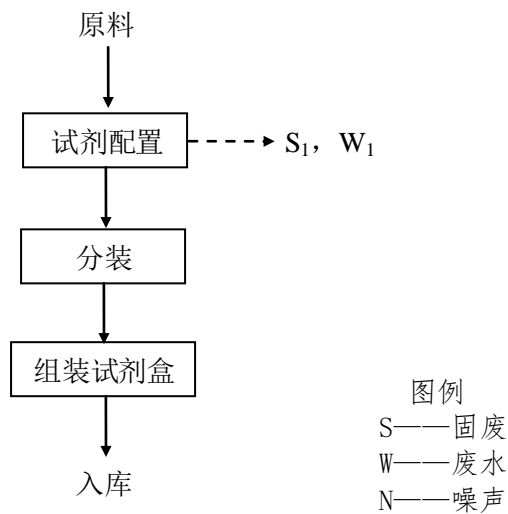 原料
试剂配置
S₁，W₁
分装
组装试剂盒
入库
图例
S——固废
W——废水
N——噪声